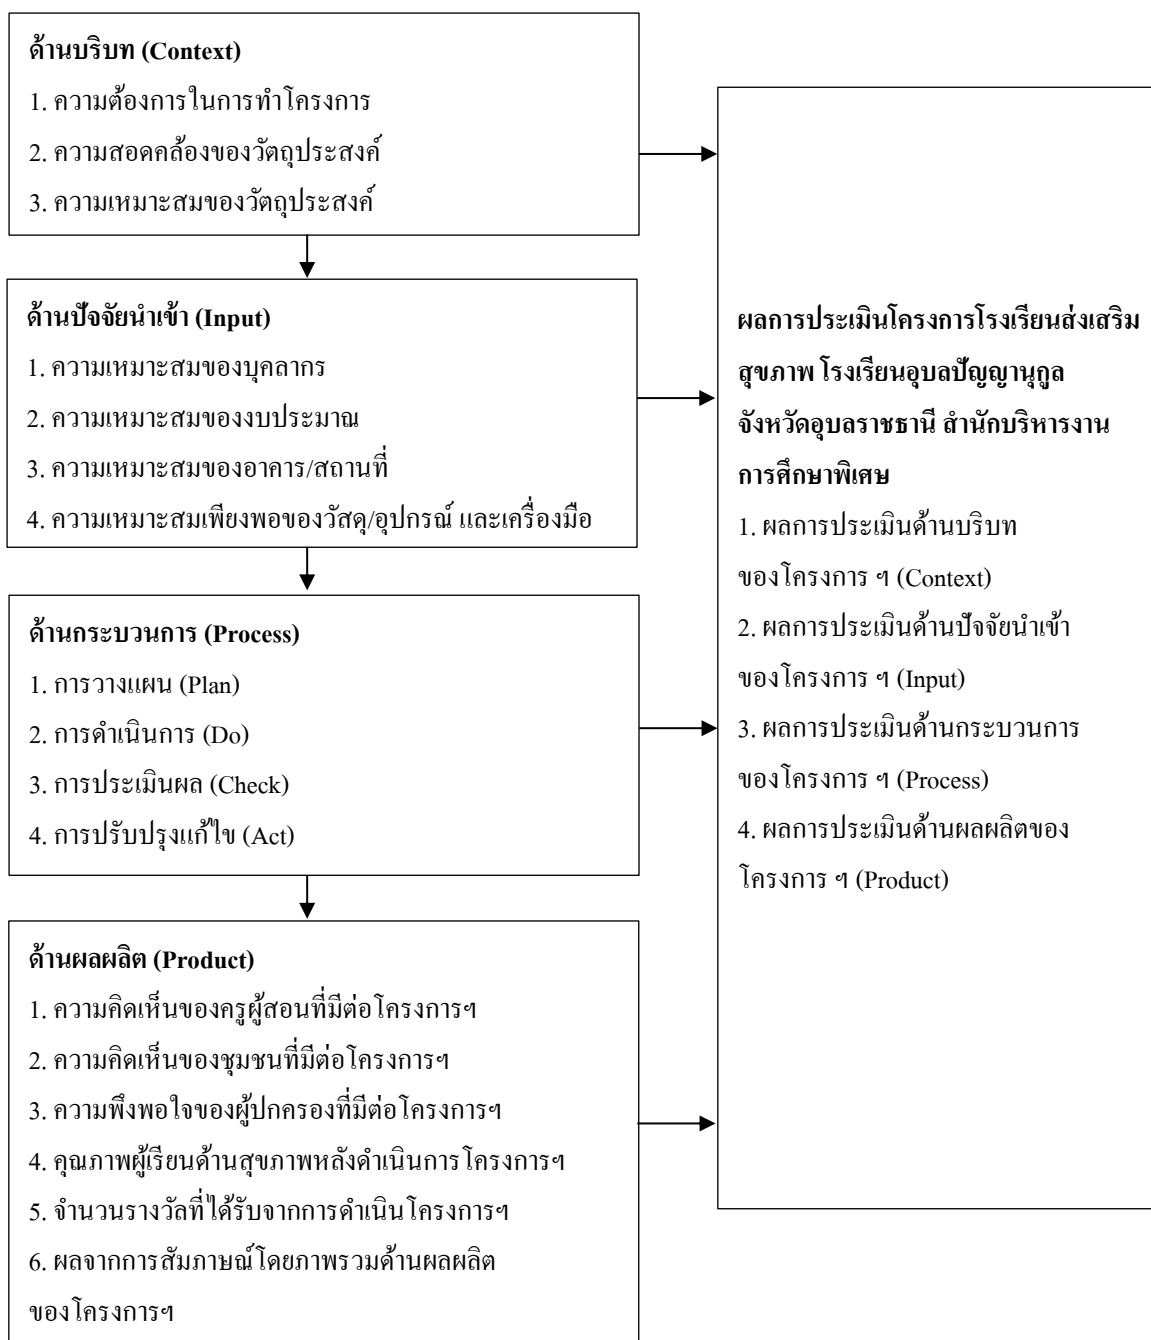 ด้านบริบท (Context)
1. ความต้องการในการทำโครงการ
2. ความสอดคล้องของวัตถุประสงค์
3. ความเหมาะสมของวัตถุประสงค์
ด้านปัจจัยนำเข้า (Input)
1. ความเหมาะสมของบุคลากร
2. ความเหมาะสมของงบประมาณ
3. ความเหมาะสมของอาคาร/สถานที่
4. ความเหมาะสมเพียงพอของวัสดุ/อุปกรณ์ และเครื่องมือ
ด้านกระบวนการ (Process)
1. การวางแผน (Plan)
2. การดำเนินการ (Do)
3. การประเมินผล (Check)
4. การปรับปรุงแก้ไข (Act)
ด้านผลผลิต (Product)
1. ความคิดเห็นของครูผู้สอนที่มีต่อโครงการฯ
2. ความคิดเห็นของชุมชนที่มีต่อโครงการฯ
3. ความพึงพอใจของผู้ปกครองที่มีต่อโครงการฯ
4. คุณภาพผู้เรียนด้านสุขภาพหลังดำเนินการโครงการฯ
5. จำนวนรางวัลที่ได้รับจากการดำเนินโครงการฯ
6. ผลจากการสัมภาษณ์โดยภาพรวมด้านผลผลิต
ของโครงการฯ
ผลการประเมินโครงการโรงเรียนส่งเสริม
สุขภาพ โรงเรียนอุบลปัญญานุกูล
จังหวัดอุบลราชธานี สำนักบริหารงาน
การศึกษาพิเศษ
1. ผลการประเมินด้านบริบท
ของโครงการ ฯ (Context)
2. ผลการประเมินด้านปัจจัยนำเข้า
ของโครงการ ฯ (Input)
3. ผลการประเมินด้านกระบวนการ
ของโครงการ ฯ (Process)
4. ผลการประเมินด้านผลผลิตของ
โครงการ ฯ (Product)